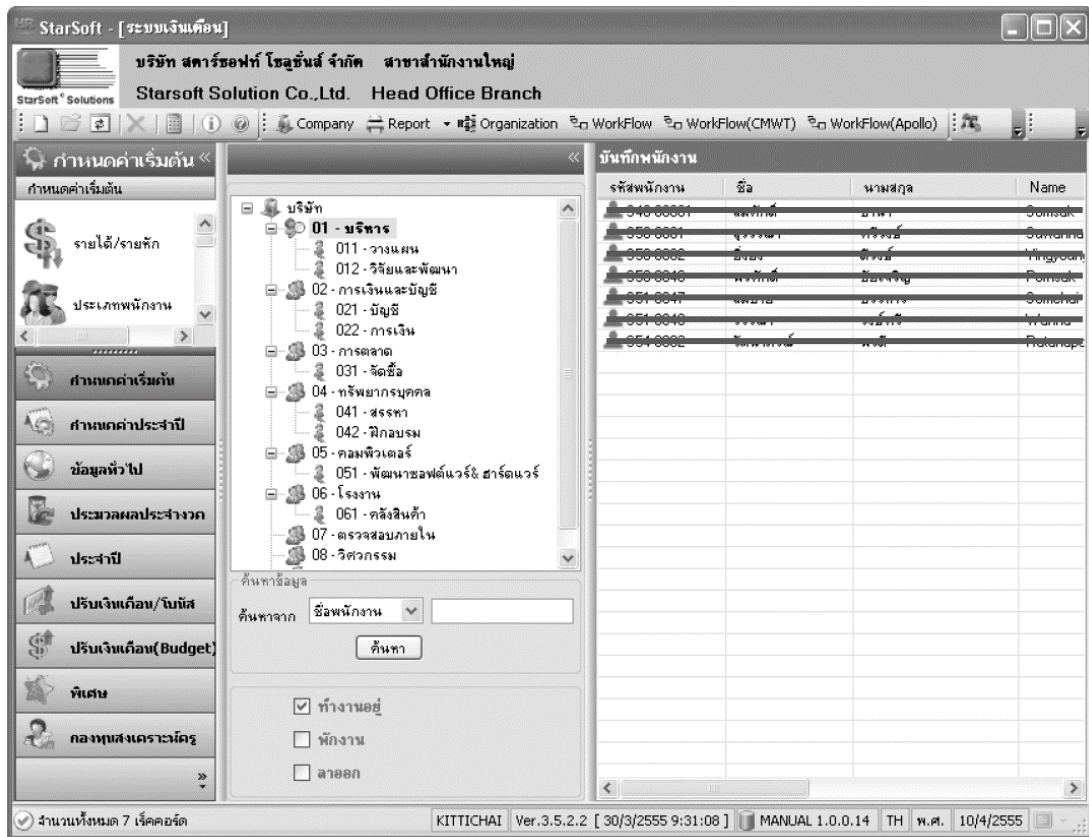 StarSoft - [ระบบเงินเดือน]
บริษัท สตาร์ซอฟท์ โซลูชั่นส์ จำกัด สาขาสำนักงานใหญ่
StarSoft Solutions
Starsoft Solution Co.,Ltd. Head Office Branch
Company Report Organization WorkFlow WorkFlow(CMWT) WorkFlow(Apollo)
กำหนดค่าเริ่มต้น
กำหนดค่าเริ่มต้น
รายได้/รายหัก
ประเภทพนักงาน
กำหนดค่าเริ่มต้น
กำหนดค่าประจำปี
ข้อมูลทั่วไป
ประมวลผลประจำงวด
ประจำปี
ปรับเงินเดือน/โบนัส
ปรับเงินเดือน(Budget)
พิเศษ
กองทุนสงเคราะห์ครู
บริษัท
01 - บริหาร
011 - วางแผน
012 - วิจัยและพัฒนา
02 - การเงินและบัญชี
021 - บัญชี
022 - การเงิน
03 - การตลาด
031 - จัดซื้อ
04 - ทรัพยากรบุคคล
041 - สรรหา
042 - ฝึกอบรม
05 - คอมพิวเตอร์
051 - พัฒนาซอฟต์แวร์& ฮาร์ดแวร์
06 - โรงงาน
061 - คลังสินค้า
07 - ตรวจสอบภายใน
08 - วิศวกรรม
ค้นหาข้อมูล
ค้นหาจาก ชื่อพนักงาน
ค้นหา
ทำงานอยู่
พักงาน
ลาออก
บันทึกพนักงาน
รหัสพนักงาน ชื่อ นามสกุล Name
จำนวนทั้งหมด 7 เร็คคอร์ด
KITTICHAI Ver.3.5.2.2 [ 30/3/2555 9:31:08 ] MANUAL 1.0.0.14 TH พ.ศ. 10/4/2555